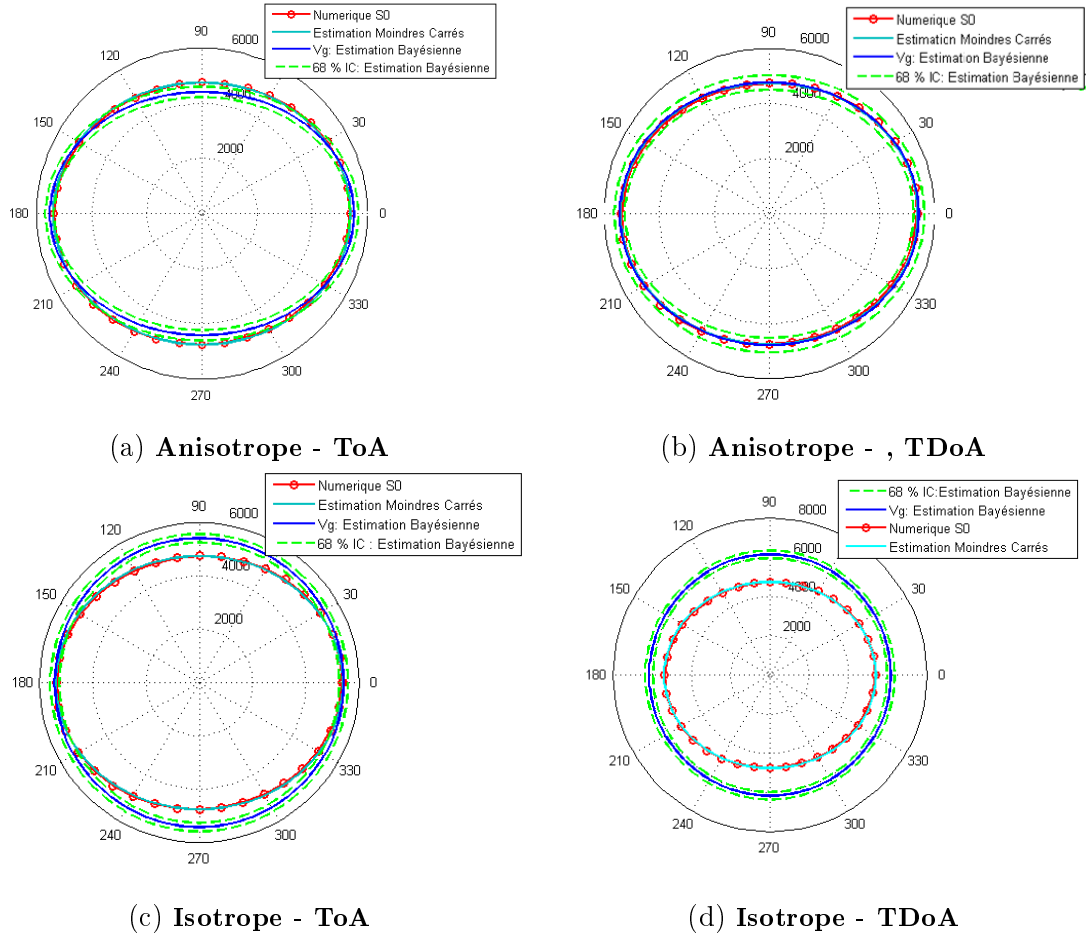 Numerique S0
Estimation Moindres Carrés
Vg: Estimation Bayésienne
68 % IC: Estimation Bayésienne
90
6000
120
4000
150
30
2000
180
0
210
330
240
300
270
(a) Anisotrope - ToA
Numerique S0
Estimation Moindres Carrés
Vg: Estimation Bayésienne
68 % IC: Estimation Bayésienne
90
6000
120
4000
150
30
2000
180
0
210
330
240
300
270
(b) Anisotrope - , TDoA
Numerique S0
Estimation Moindres Carrés
Vg: Estimation Bayésienne
68 % IC : Estimation Bayésienne
90
6000
120
4000
150
30
2000
180
0
210
330
240
300
270
(c) Isotrope - ToA
68 % IC:Estimation Bayésienne
Vg: Estimation Bayésienne
Numerique S0
Estimation Moindres Carrés
90
8000
120
6000
150
4000
30
2000
180
0
210
330
240
300
270
(d) Isotrope - TDoA